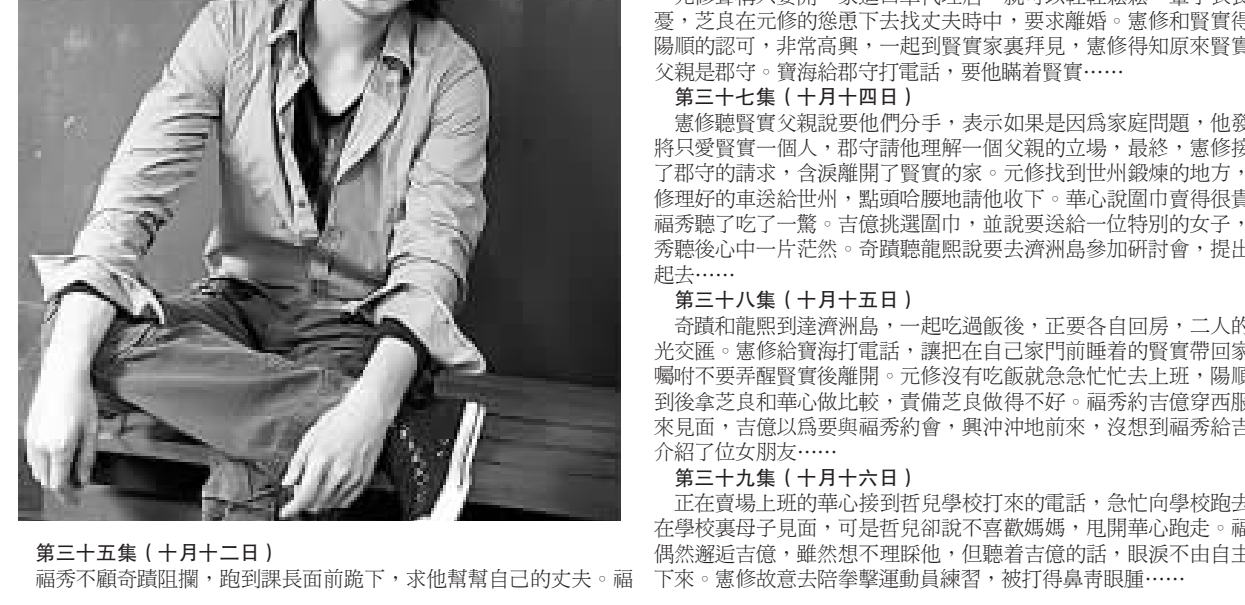 第三十五集（十月十二日）
福秀不顧奇蹟阻攔，跑到課長面前跪下，求他幫幫自己的丈夫。福
憂，芝良在元修的慫恿下去找丈夫時中，要求離婚。憲修和賢實得
陽順的認可，非常高興，一起到賢實家裏拜見，憲修得知原來賢實
父親是郡守。寶海給郡守打電話，要他瞞着賢實……
第三十七集（十月十四日）
憲修聽賢實父親說要他們分手，表示如果是因爲家庭問題，他發
將只愛賢實一個人，郡守請他理解一個父親的立場，最終，憲修接
了郡守的請求，含淚離開了賢實的家。元修找到世州鍛煉的地方，
修理好的車送給世州，點頭哈腰地請他收下。華心說圍巾賣得很貴
福秀聽了吃了一驚。吉億挑選圍巾，並說要送給一位特別的女子，
秀聽後心中一片茫然。奇蹟聽龍熙說要去濟洲島參加研討會，提出
起去……
第三十八集（十月十五日）
奇蹟和龍熙到達濟洲島，一起吃過飯後，正要各自回房，二人的
光交匯。憲修給寶海打電話，讓把在自己家門前睡着的賢實帶回家
囑咐不要弄醒賢實後離開。元修沒有吃飯就急急忙忙去上班，陽順
到後拿芝良和華心做比較，責備芝良做得不好。福秀約吉億穿西服
來見面，吉億以爲要與福秀約會，興沖沖地前來，沒想到福秀給吉
介紹了位女朋友……
第三十九集（十月十六日）
正在賣場上班的華心接到哲兒學校打來的電話，急忙向學校跑去
在學校裏母子見面，可是哲兒卻說不喜歡媽媽，甩開華心跑走。福
偶然邂逅吉億，雖然想不理睬他，但聽着吉億的話，眼淚不由自主
下來。憲修故意去陪拳擊運動員練習，被打得鼻青眼腫……